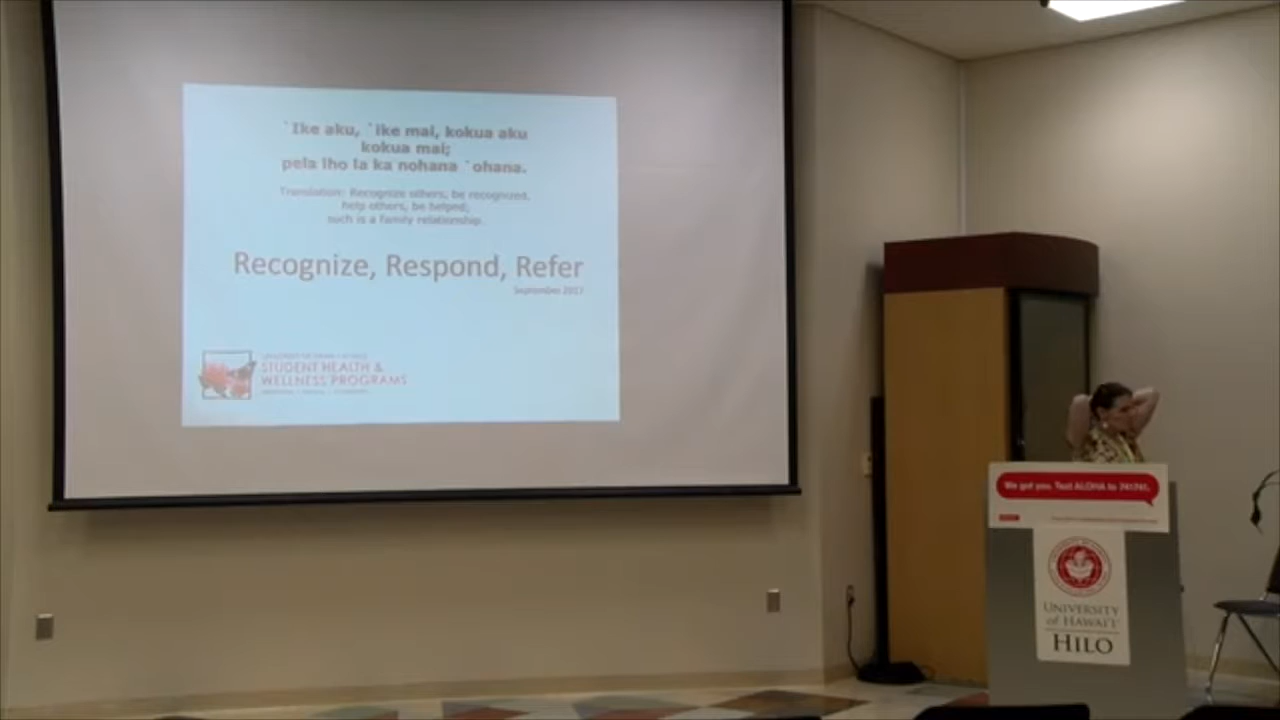 `Ike aku, `ike mai, kokua aku
kokua mai;
pela iho la ka nohana `ohana.
Translation: Recognize others, be recognized,
help others, be helped;
such is a family relationship.
Recognize, Respond, Refer
September 2017
STUDENT HEALTH &
WELLNESS PROGRAMS
We got you. Text ALOHA to 741741.
UNIVERSITY
of HAWAI‘I
HILO